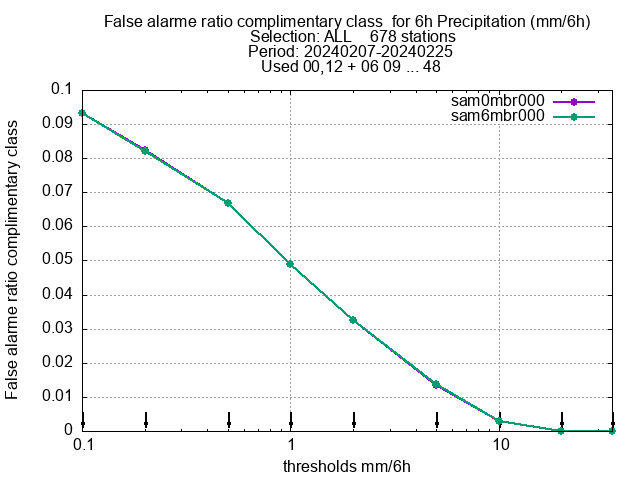 False alarme ratio complimentary class  for 6h Precipitation (mm/6h)
Selection: ALL    678 stations
Period: 20240207-20240225
Used 00,12 + 06 09 ... 48
sam0mbr000
sam6mbr000
0.1
0.09
0.08
0.07
0.06
0.05
0.04
0.03
0.02
0.01
0
False alarme ratio complimentary class
0.1 1 10
thresholds mm/6h